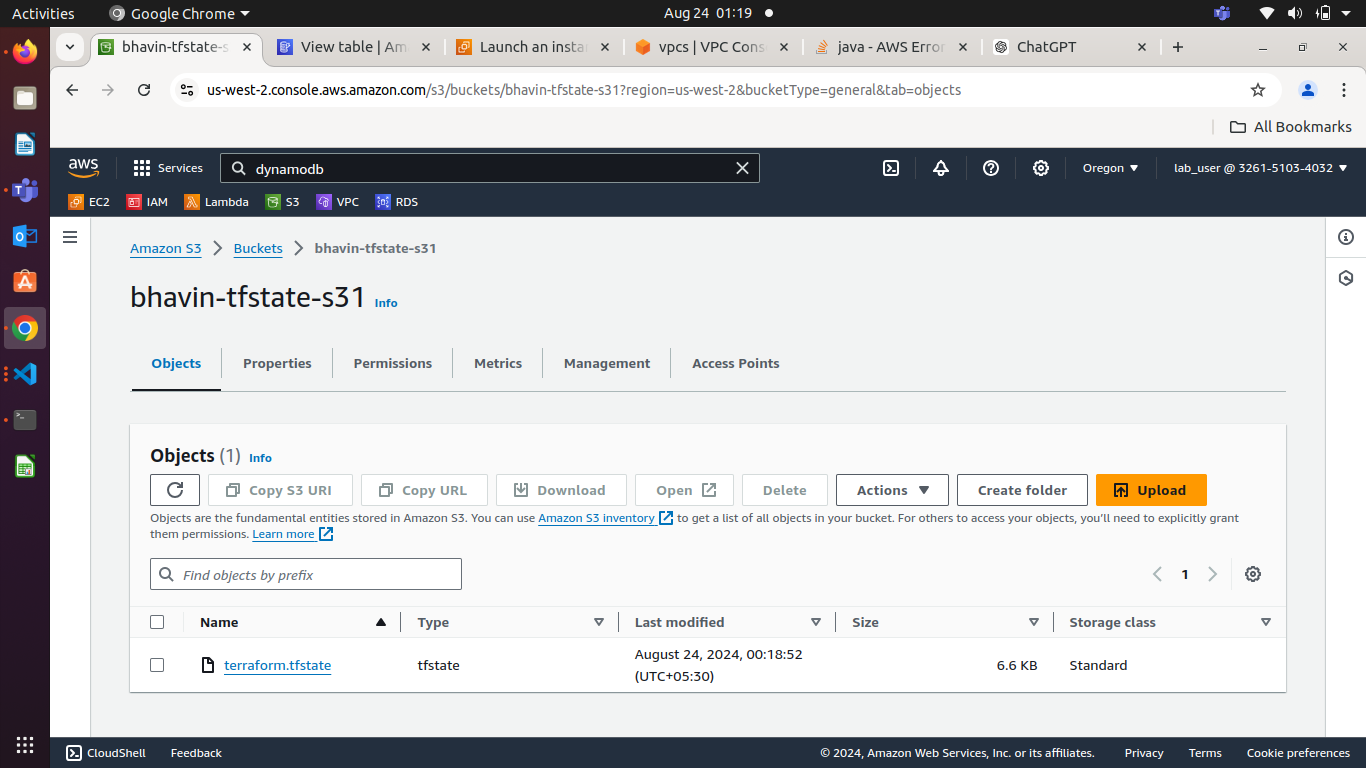 Activities
Google Chrome
Aug 24 01:19
bhavin-tfstate-s
View table | Am
Launch an insta
vpcs | VPC Cons
java - AWS Error
ChatGPT
us-west-2.console.aws.amazon.com/s3/buckets/bhavin-tfstate-s31?region=us-west-2&bucketType=general&tab=objects
All Bookmarks
aws
Services
dynamodb
Oregon
lab_user @ 3261-5103-4032
EC2
IAM
Lambda
S3
VPC
RDS
Amazon S3
Buckets
bhavin-tfstate-s31
bhavin-tfstate-s31 Info
Objects
Properties
Permissions
Metrics
Management
Access Points
Objects (1) Info
Copy S3 URI
Copy URL
Download
Open
Delete
Actions
Create folder
Upload
Objects are the fundamental entities stored in Amazon S3. You can use Amazon S3 inventory to get a list of all objects in your bucket. For others to access your objects, you'll need to explicitly grant
them permissions. Learn more
Find objects by prefix
1
Name
Type
Last modified
Size
Storage class
terraform.tfstate
tfstate
August 24, 2024, 00:18:52
(UTC+05:30)
6.6 KB
Standard
CloudShell
Feedback
© 2024, Amazon Web Services, Inc. or its affiliates.
Privacy
Terms
Cookie preferences